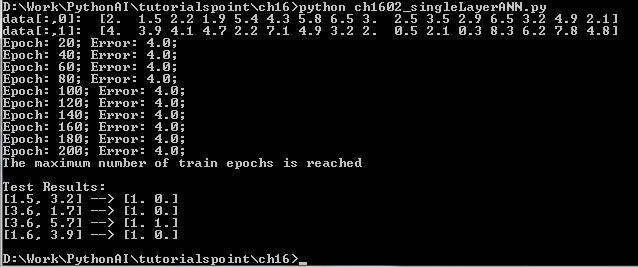 D:\Work\PythonAI\tutorialspoint\ch16>python ch1602_singleLayerANN.py
data[:,0]:  [2.  1.5 2.2 1.9 5.4 4.3 5.8 6.5 3.  2.5 3.5 2.9 6.5 3.2 4.9 2.1]
data[:,1]:  [4.  3.9 4.1 4.7 2.2 7.1 4.9 3.2 2.  0.5 2.1 0.3 8.3 6.2 7.8 4.8]
Epoch: 20; Error: 4.0;
Epoch: 40; Error: 4.0;
Epoch: 60; Error: 4.0;
Epoch: 80; Error: 4.0;
Epoch: 100; Error: 4.0;
Epoch: 120; Error: 4.0;
Epoch: 140; Error: 4.0;
Epoch: 160; Error: 4.0;
Epoch: 180; Error: 4.0;
Epoch: 200; Error: 4.0;
The maximum number of train epochs is reached
Test Results:
[1.5, 3.2] --> [1. 0.]
[3.6, 1.7] --> [1. 0.]
[3.6, 5.7] --> [1. 1.]
[1.6, 3.9] --> [1. 0.]
D:\Work\PythonAI\tutorialspoint\ch16>_